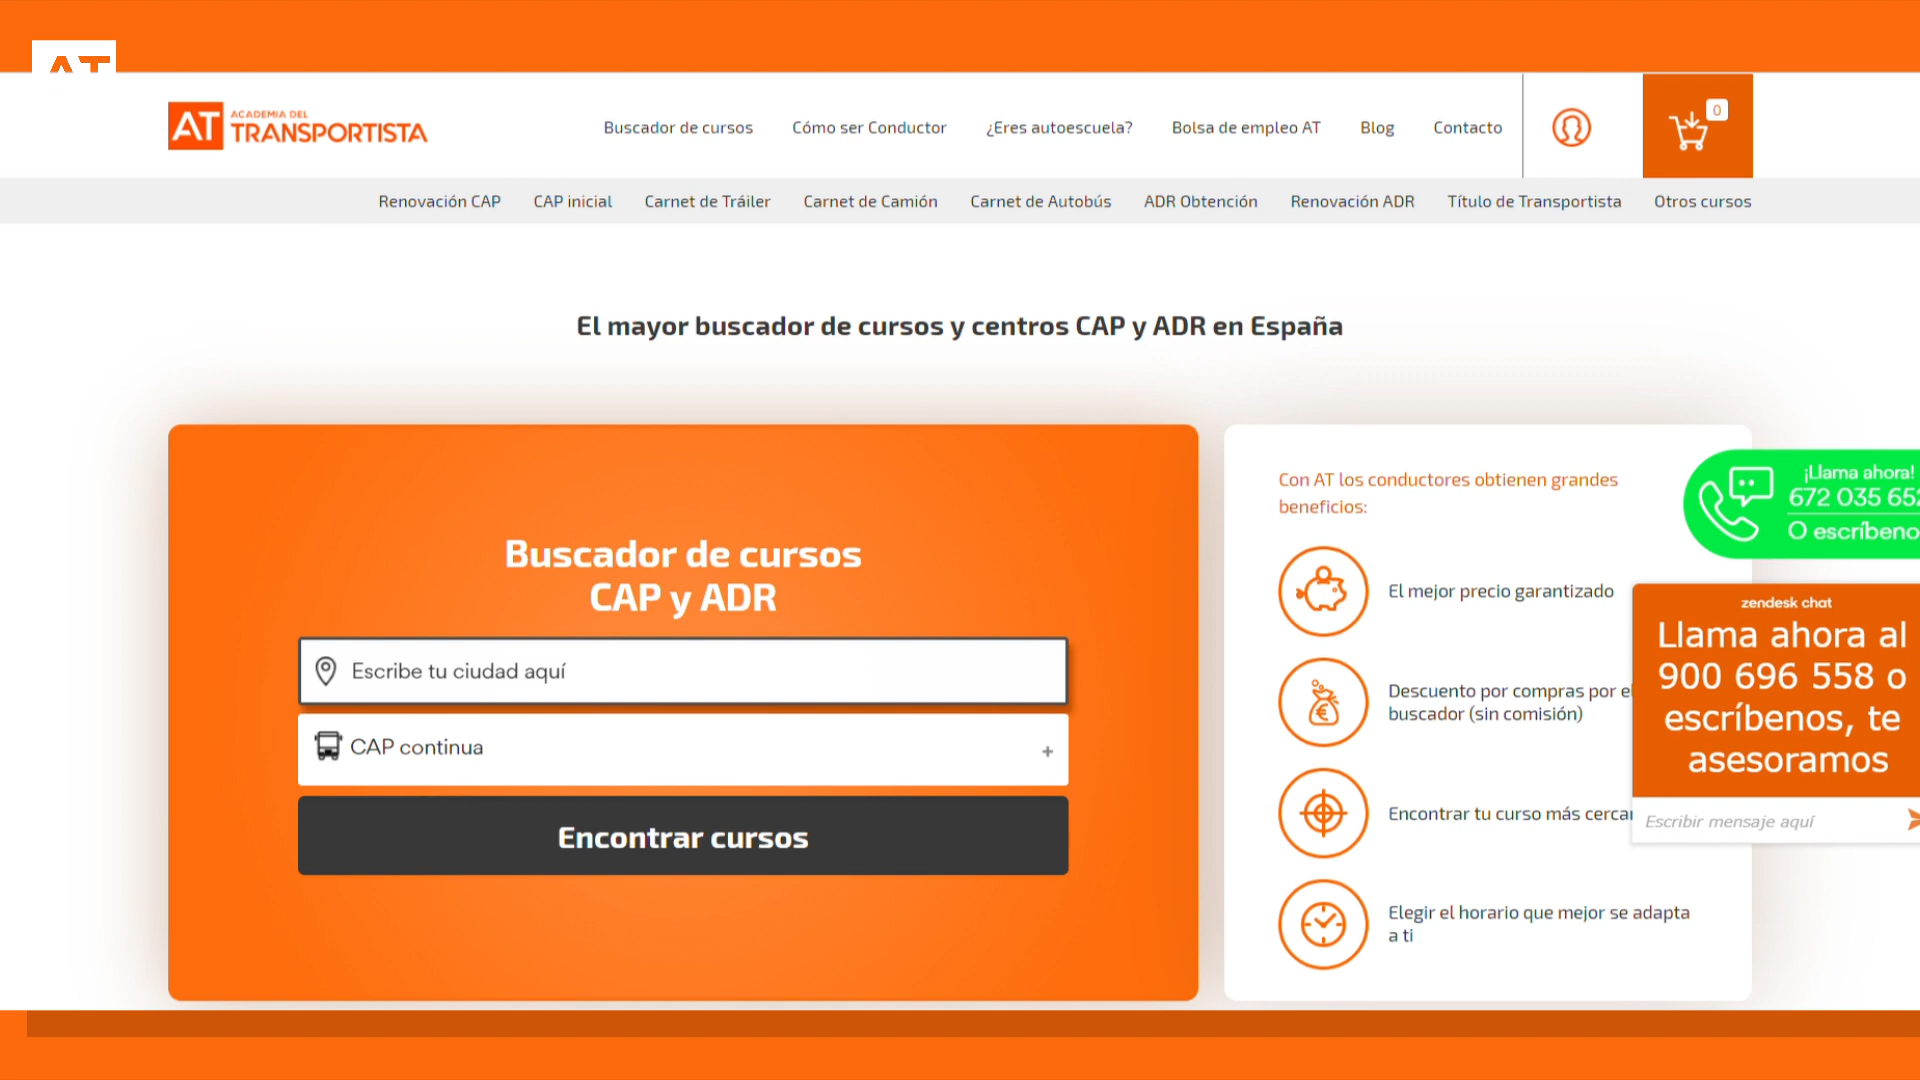 AT
AT ACADEMIA DEL
TRANSPORTISTA
Buscador de cursos
Cómo ser Conductor
¿Eres autoescuela?
Bolsa de empleo AT
Blog
Contacto
0
Renovación CAP
CAP inicial
Carnet de Tráiler
Carnet de Camión
Carnet de Autobús
ADR Obtención
Renovación ADR
Título de Transportista
Otros cursos
El mayor buscador de cursos y centros CAP y ADR en España
Buscador de cursos
CAP y ADR
Escribe tu ciudad aquí
CAP continua
+
Encontrar cursos
Con AT los conductores obtienen grandes
beneficios:
El mejor precio garantizado
Descuento por compras por el
buscador (sin comisión)
Encontrar tu curso más
Elegir el horario que mejor se adapta
a ti
¡Llama ahora!
672 035 652
O
zendesk chat
Llama ahora al
900 696 558 o
escríbenos, te
asesoramos
Escribir mensaje aquí